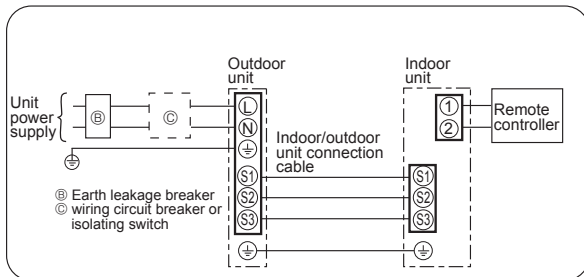 Outdoor
unit
Indoor
unit
Unit
power
supply
Ⓑ
Ⓒ
L
N
Indoor/outdoor
unit connection
cable
S1
S2
S3
1
2
Remote
controller
S1
S2
S3
Ⓑ Earth leakage breaker
Ⓒ wiring circuit breaker or
isolating switch